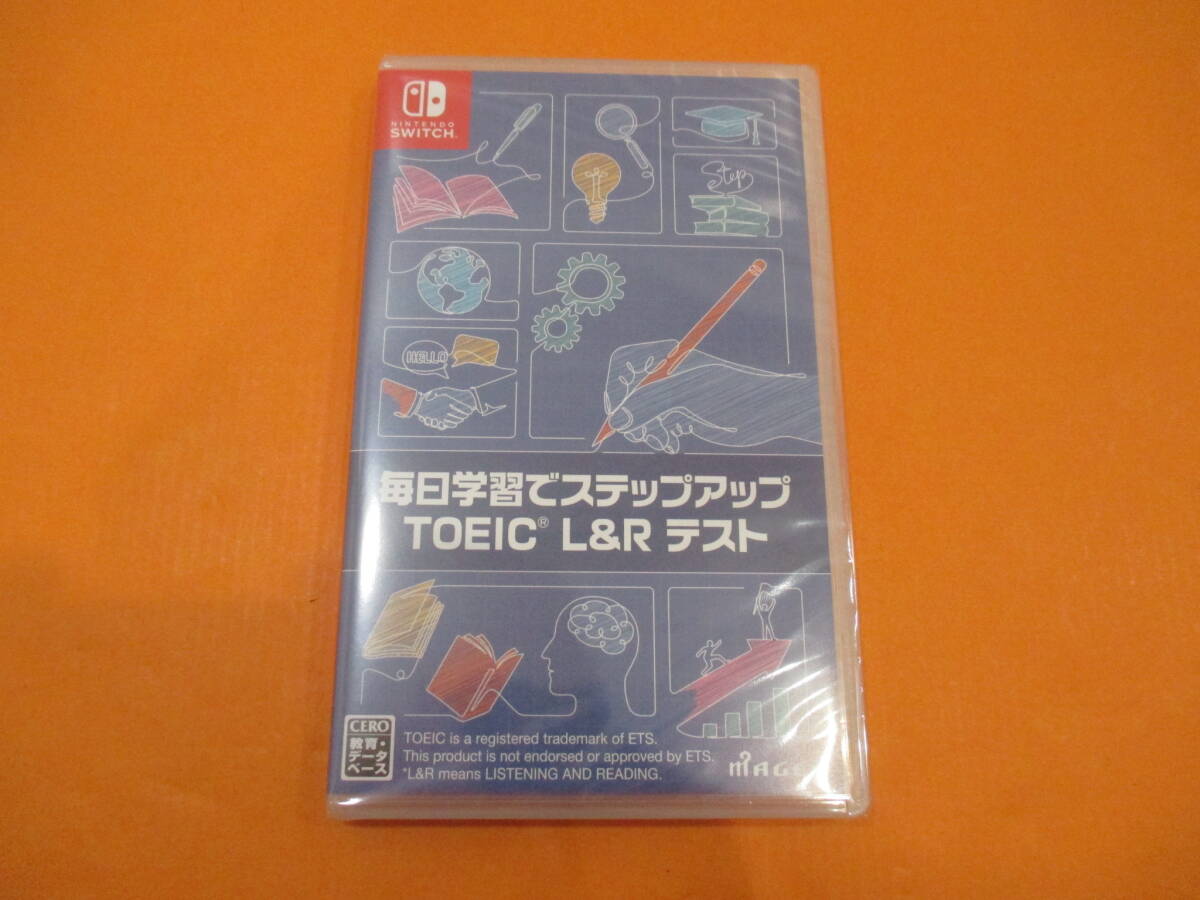 NINTENDO
SWITCH
Step
HELLO
毎日学習でステップアップ
TOEIC® L&R テスト
CERO
教育・
データ
ベース
TOEIC is a registered trademark of ETS.
This product is not endorsed or approved by ETS.
*L&R means LISTENING AND READING.